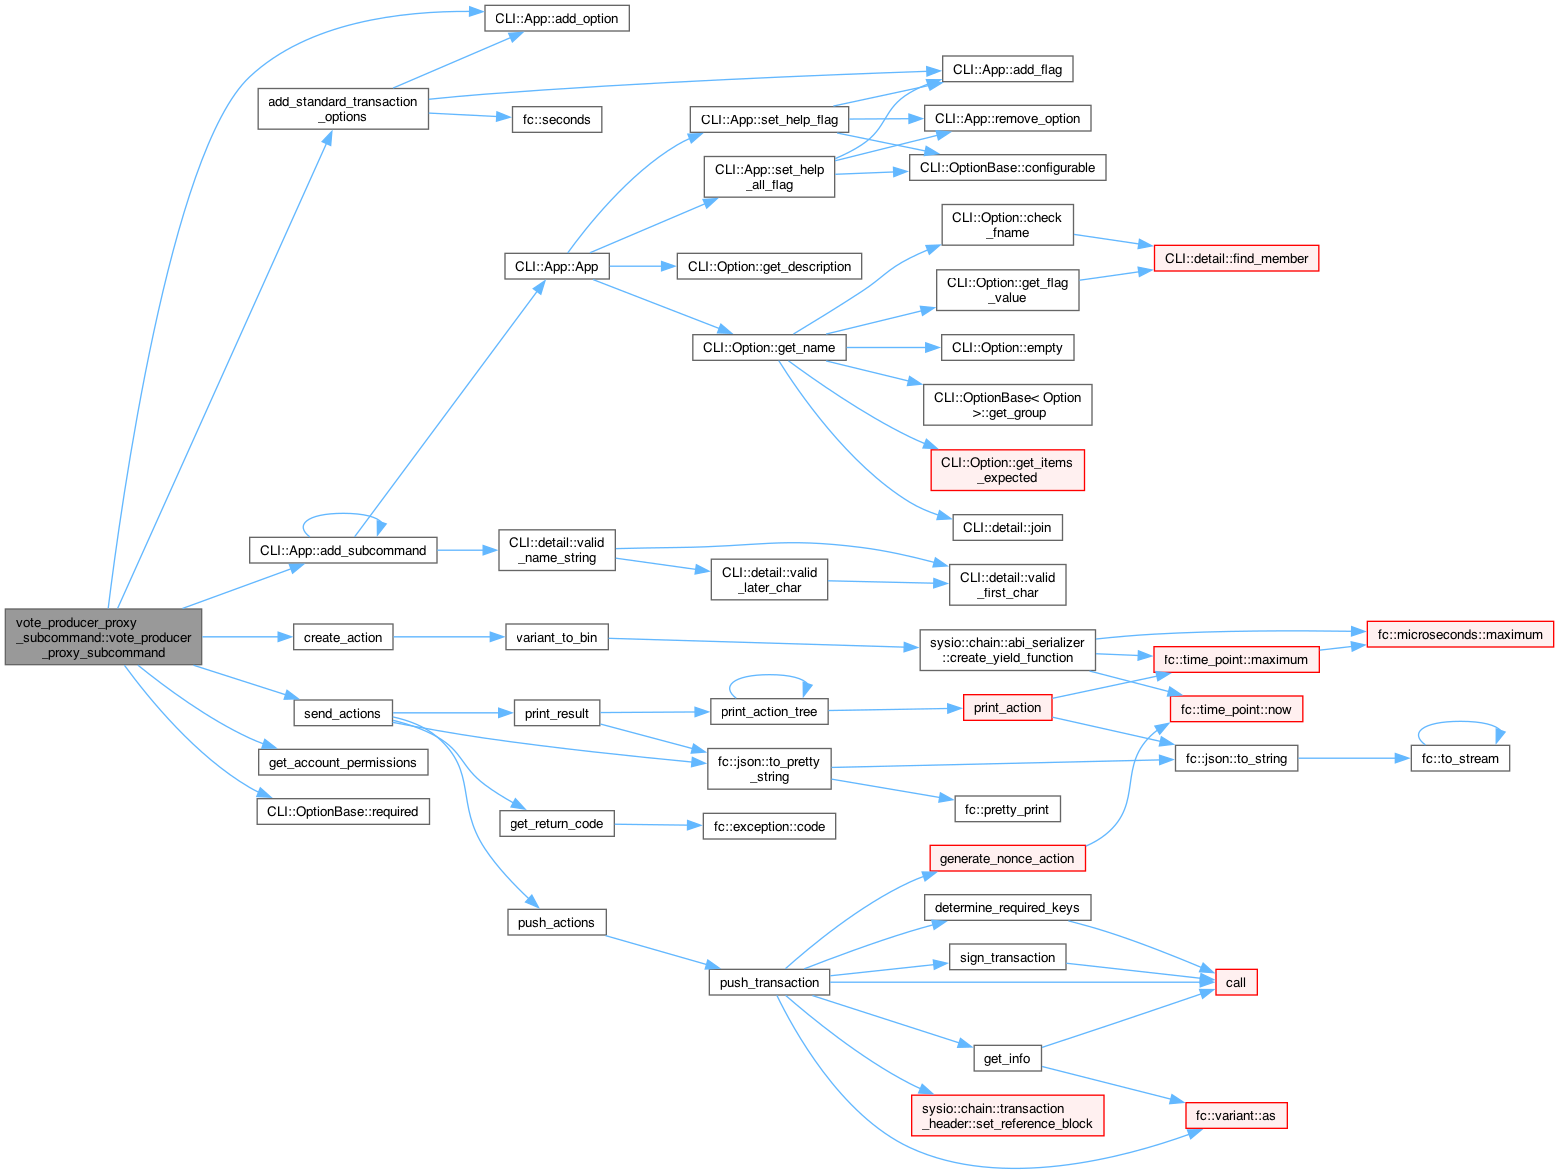 CLI::App::add_option
add_standard_transaction
_options
fc::seconds
CLI::App::add_flag
CLI::App::set_help_flag
CLI::App::remove_option
CLI::App::set_help
_all_flag
CLI::OptionBase::configurable
CLI::App::App
CLI::Option::get_description
CLI::Option::check
_fname
CLI::detail::find_member
CLI::Option::get_flag
_value
CLI::Option::get_name
CLI::Option::empty
CLI::OptionBase< Option
>::get_group
CLI::Option::get_items
_expected
CLI::detail::join
CLI::App::add_subcommand
CLI::detail::valid
_name_string
CLI::detail::valid
_later_char
CLI::detail::valid
_first_char
vote_producer_proxy
_subcommand::vote_producer
_proxy_subcommand
create_action
variant_to_bin
sysio::chain::abi_serializer
::create_yield_function
fc::microseconds::maximum
fc::time_point::maximum
send_actions
print_result
print_action_tree
print_action
fc::time_point::now
get_account_permissions
fc::json::to_pretty
_string
fc::json::to_string
fc::to_stream
CLI::OptionBase::required
get_return_code
fc::exception::code
fc::pretty_print
generate_nonce_action
push_actions
determine_required_keys
sign_transaction
push_transaction
call
get_info
sysio::chain::transaction
_header::set_reference_block
fc::variant::as